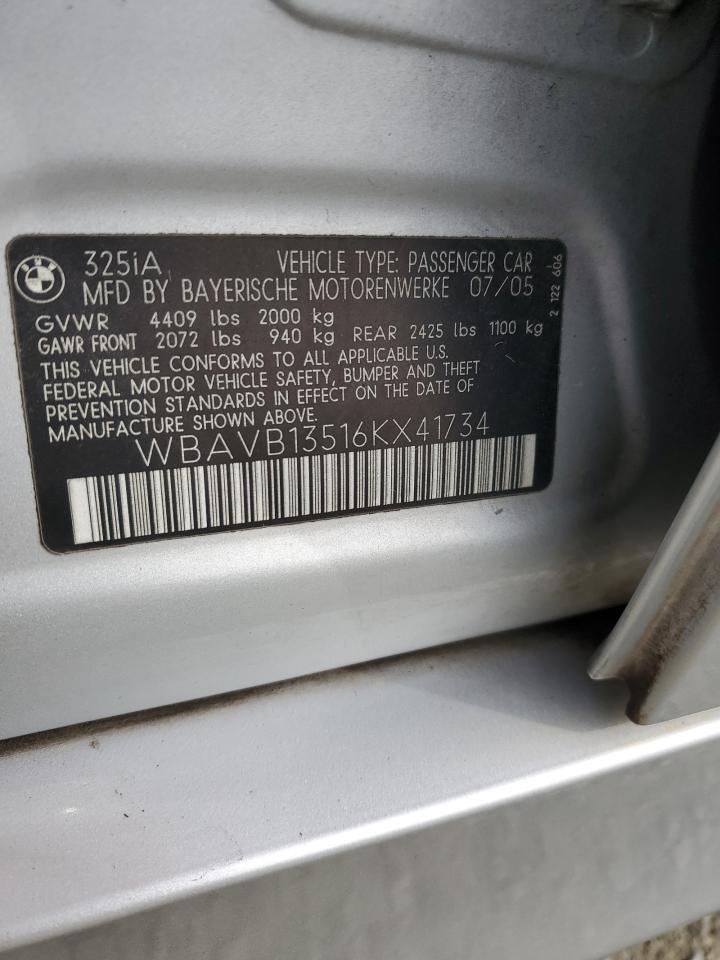 325iA VEHICLE TYPE: PASSENGER CAR
MFD BY BAYERISCHE MOTORENWERKE 07/05
GVWR 4409 lbs 2000 kg
GAWR FRONT 2072 lbs 940 kg REAR 2425 lbs 1100 kg
THIS VEHICLE CONFORMS TO ALL APPLICABLE U.S.
FEDERAL MOTOR VEHICLE SAFETY, BUMPER AND THEFT
PREVENTION STANDARDS IN EFFECT ON THE DATE OF
MANUFACTURE SHOWN ABOVE.
WBAVB13516KX41734
2 122 606
BMW